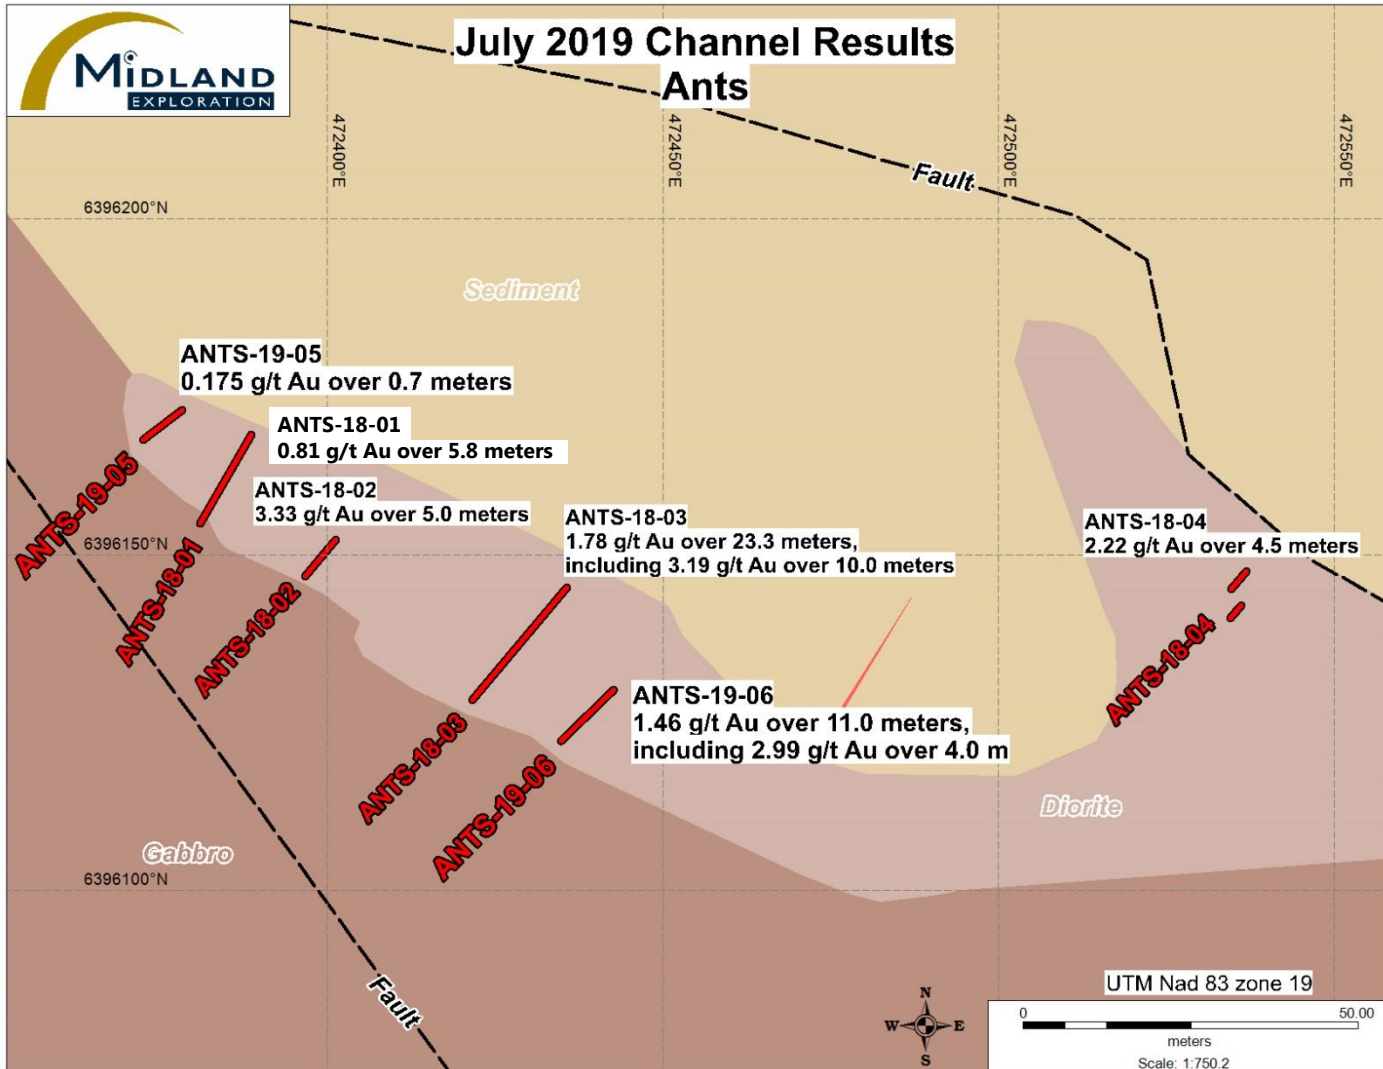 MIDLAND
EXPLORATION
July 2019 Channel Results
Ants
472400°E
472450°E
472500°E
472550°E
Fault
6396200°N
Sediment
ANTS-19-05
0.175 g/t Au over 0.7 meters
ANTS-18-01
0.81 g/t Au over 5.8 meters
ANTS-18-02
3.33 g/t Au over 5.0 meters
ANTS-18-03
1.78 g/t Au over 23.3 meters,
including 3.19 g/t Au over 10.0 meters
ANTS-18-04
2.22 g/t Au over 4.5 meters
6396150°N
ANTS-19-05
ANTS-18-01
ANTS-18-02
ANTS-18-03
ANTS-19-06
ANTS-18-04
ANTS-19-06
1.46 g/t Au over 11.0 meters,
including 2.99 g/t Au over 4.0 m
Diorite
Gabbro
6396100°N
Fault
UTM Nad 83 zone 19
N
W
E
S
0
50.00
meters
Scale: 1:750.2